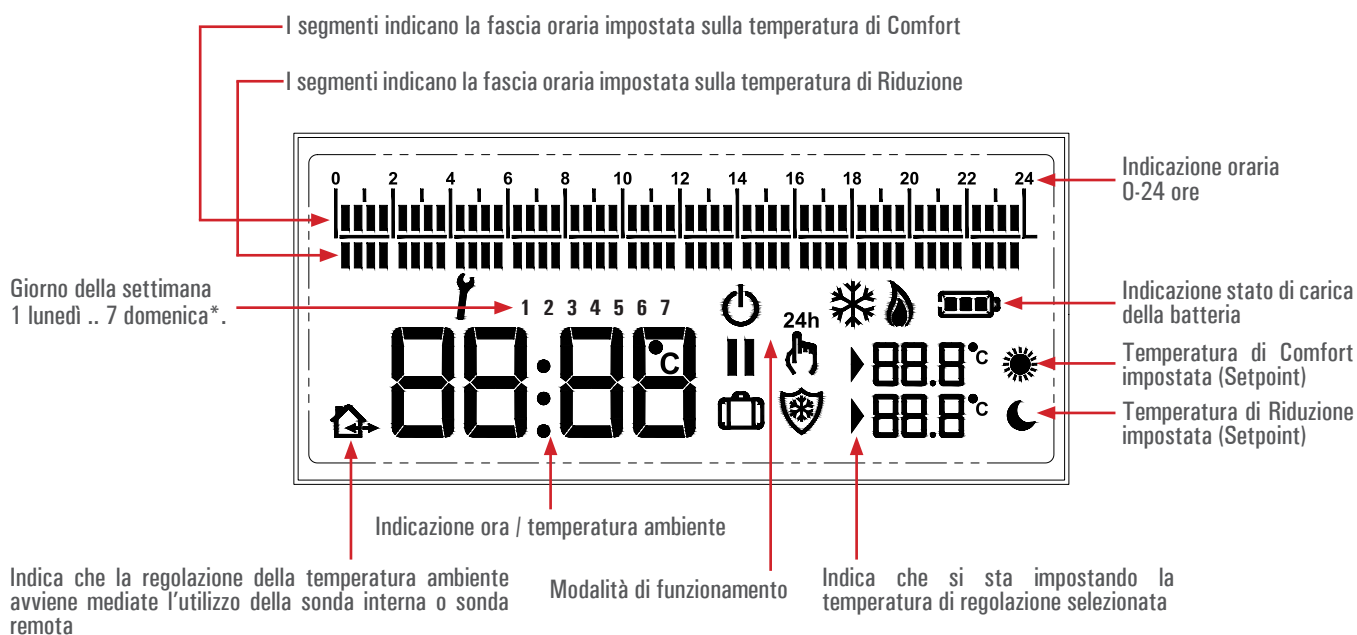 I segmenti indicano la fascia oraria impostata sulla temperatura di Comfort
I segmenti indicano la fascia oraria impostata sulla temperatura di Riduzione
Indicazione oraria
0-24 ore
0 2 4 6 8 10 12 14 16 18 20 22 24
Giorno della settimana
1 lunedì .. 7 domenica*.
1 2 3 4 5 6 7
24h
Indicazione stato di carica
della batteria
88:88 °C
88.8 °C
Temperatura di Comfort
impostata (Setpoint)
88.8 °C
Temperatura di Riduzione
impostata (Setpoint)
Indicazione ora / temperatura ambiente
Indica che la regolazione della temperatura ambiente
avviene mediate l'utilizzo della sonda interna o sonda
remota
Modalità di funzionamento
Indica che si sta impostando la
temperatura di regolazione selezionata